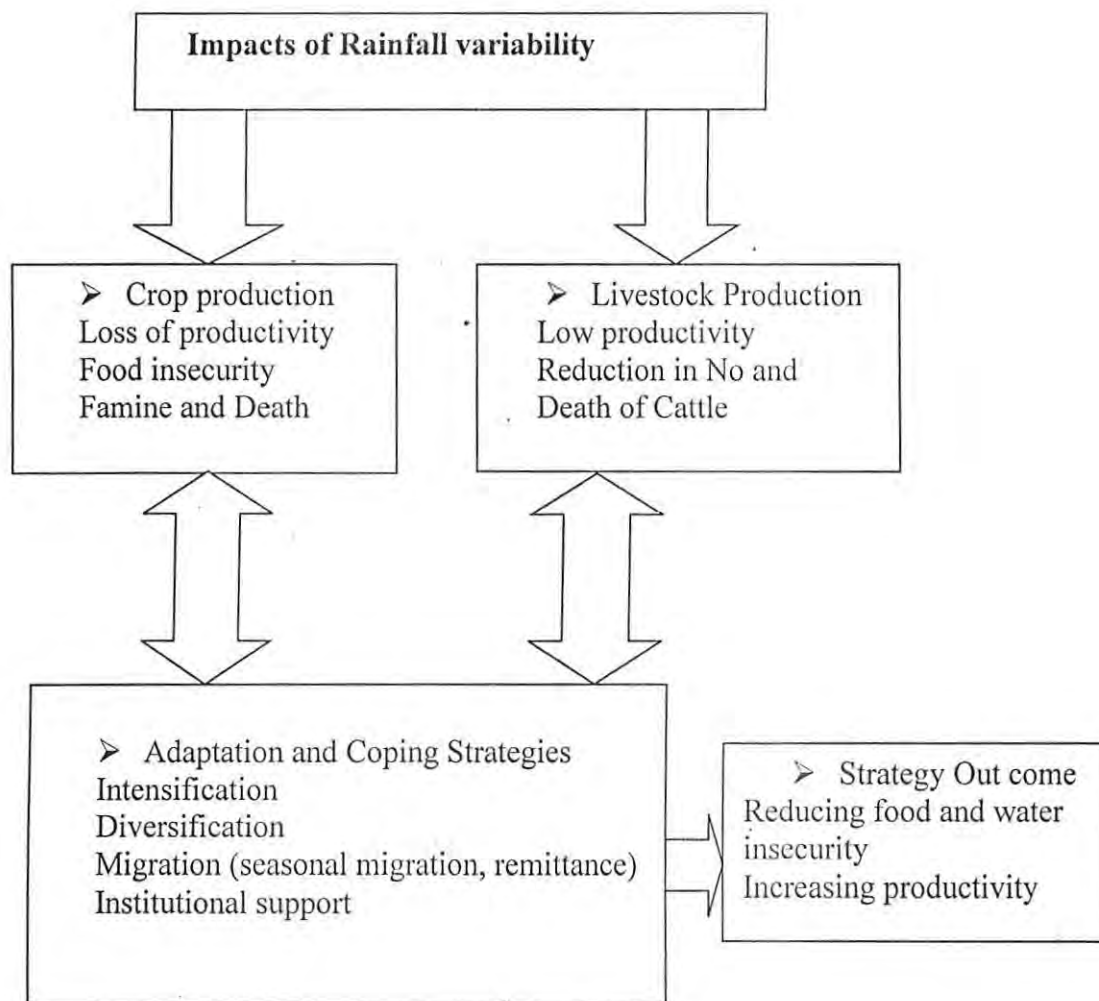 Impacts of Rainfall variability
➢ Crop production
Loss of productivity
Food insecurity
Famine and Death
➢ Livestock Production
Low productivity
Reduction in No and
Death of Cattle
➢ Adaptation and Coping Strategies
Intensification
Diversification
Migration (seasonal migration, remittance)
Institutional support
➢ Strategy Out come
Reducing food and water
insecurity
Increasing productivity